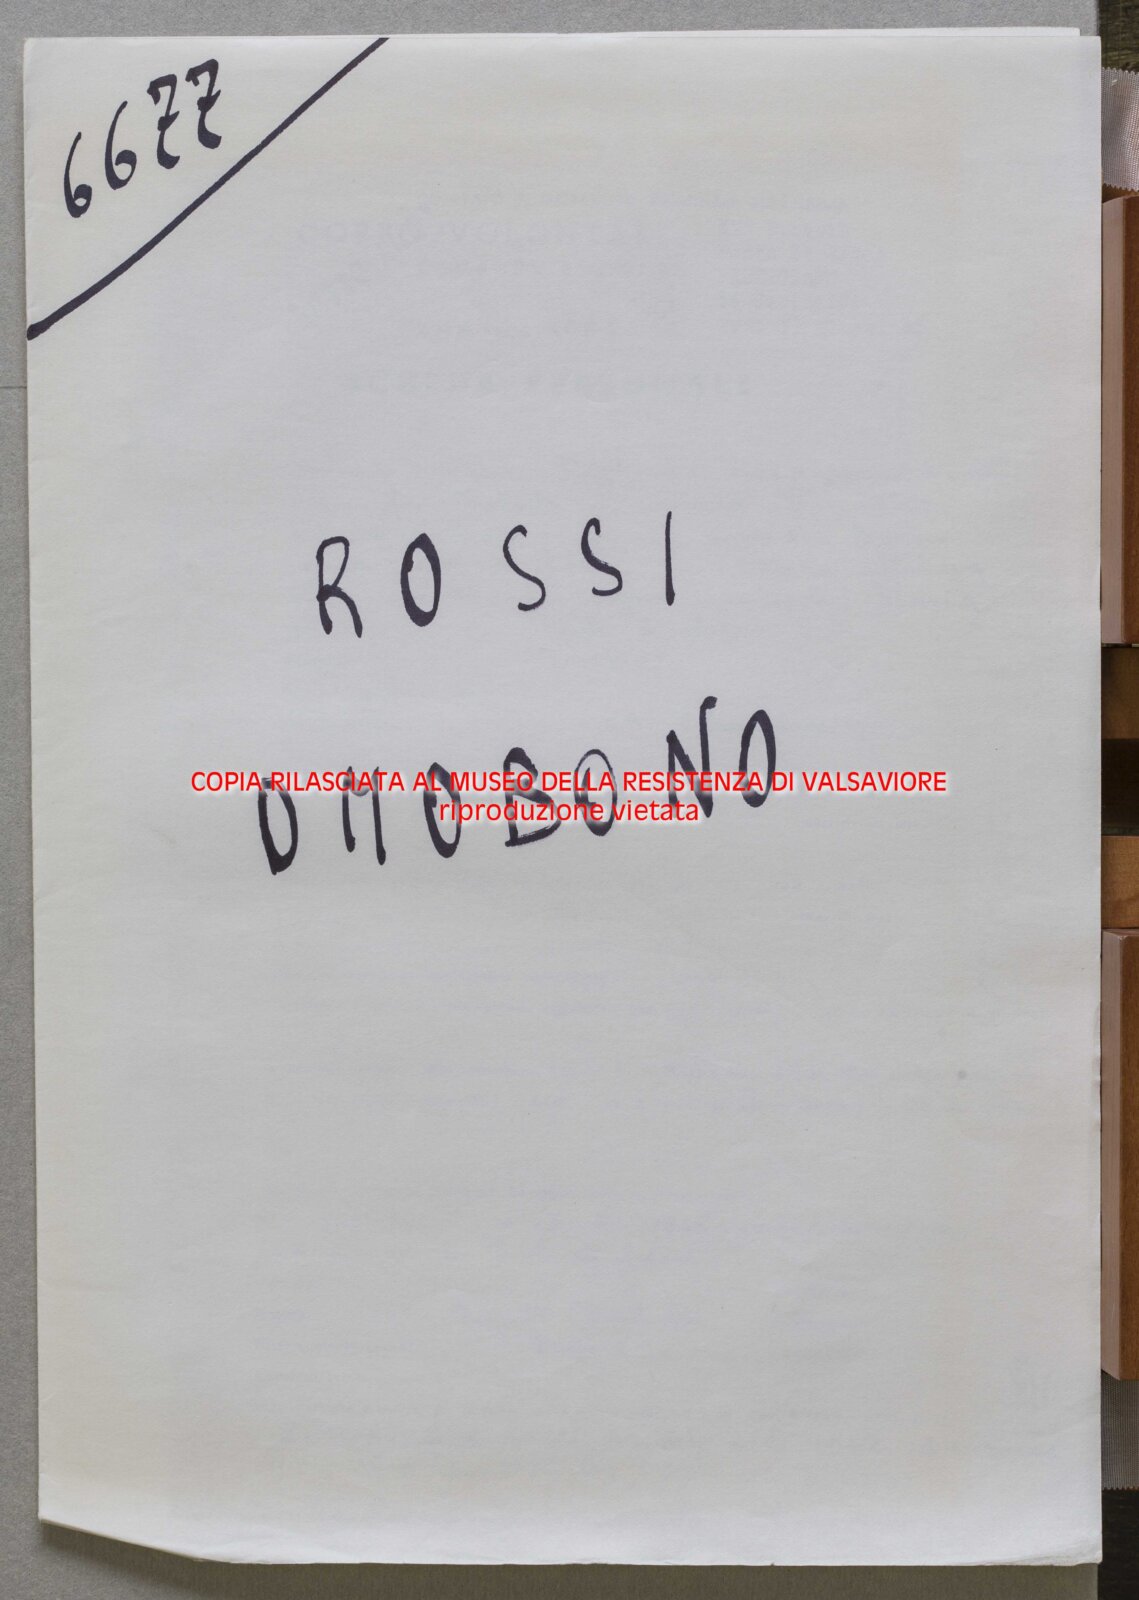 6677
ROSSI
OMOBONO
COPIA RILASCIATA AL MUSEO DELLA RESISTENZA DI VALSAVIORE
riproduzione vietata